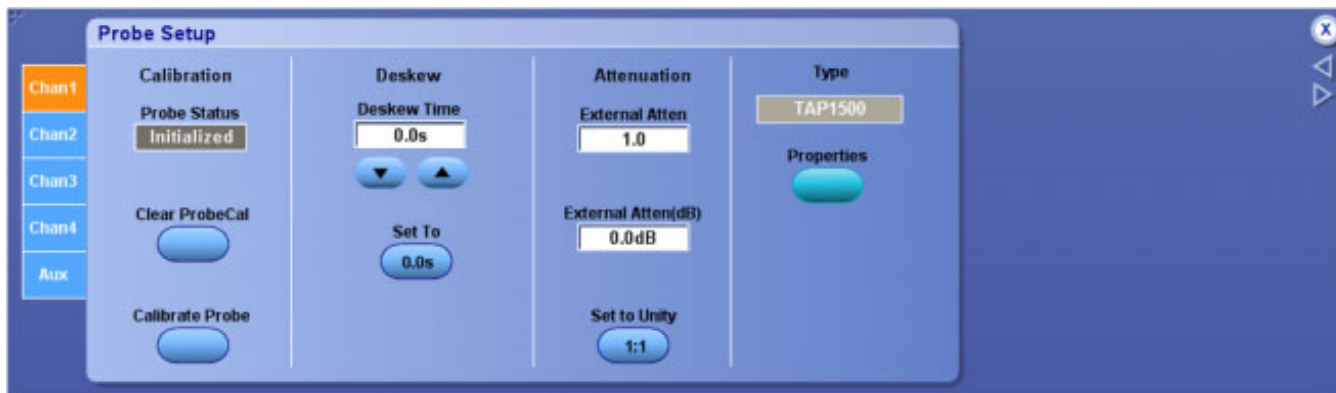 Probe Setup
Chan1
Chan2
Chan3
Chan4
Aux
Calibration
Probe Status
Initialized
Clear ProbeCal
Calibrate Probe
Deskew
Deskew Time
0.0s
Set To
0.0s
Attenuation
External Atten
1.0
External Atten(dB)
0.0dB
Set to Unity
1:1
Type
TAP1500
Properties
X